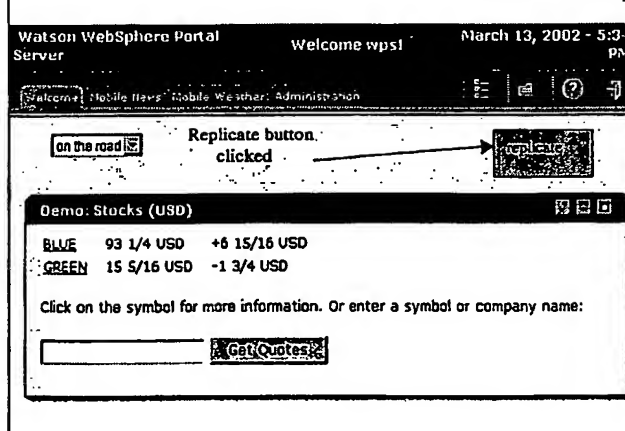 Watson WebSphere Portal Server
Welcome wps1
March 13, 2002 - 5:3
PM
Welcome Mobile News Mobile Weather Administration
on the road
Replicate button clicked
replicate
Demo: Stocks (USD)
BLUE 93 1/4 USD +6 15/16 USD
GREEN 15 5/16 USD -1 3/4 USD
Click on the symbol for more information. Or enter a symbol or company name:
Get Quotes